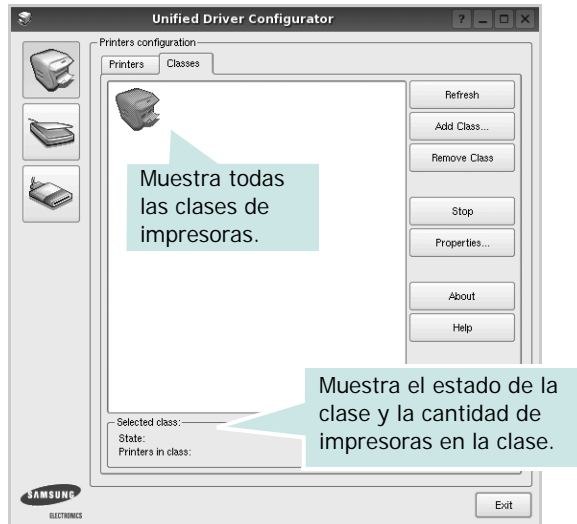 Unified Driver Configurator
Printers configuration
Printers
Classes
Refresh
Add Class...
Remove Class
Stop
Properties...
About
Help
Muestra todas
las clases de
impresoras.
Muestra el estado de la
clase y la cantidad de
impresoras en la clase.
Selected class:
State:
Printers in class:
SAMSUNG
ELECTRONICS
Exit